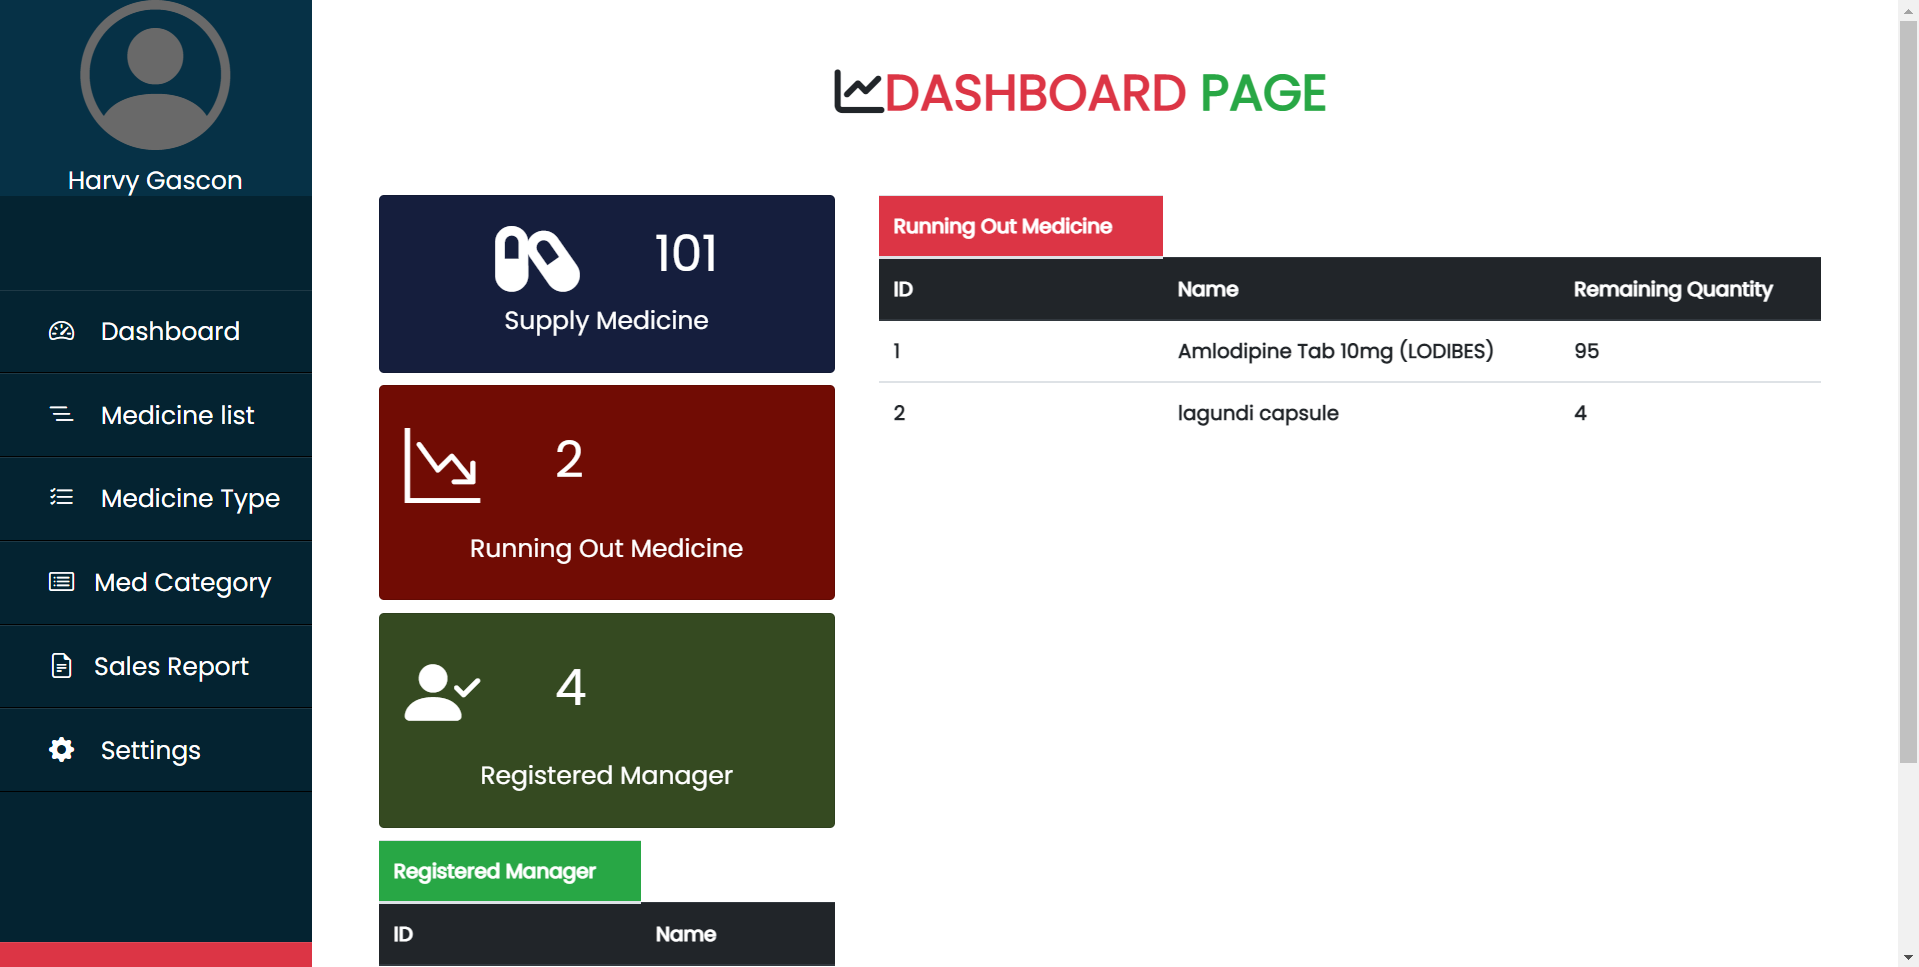 Harvy Gascon
Dashboard
Medicine list
Medicine Type
Med Category
Sales Report
Settings
DASHBOARD PAGE
101
Supply Medicine
2
Running Out Medicine
4
Registered Manager
Registered Manager
ID Name
Running Out Medicine
ID Name Remaining Quantity
1 Amlodipine Tab 10mg (LODIBES) 95
2 lagundi capsule 4